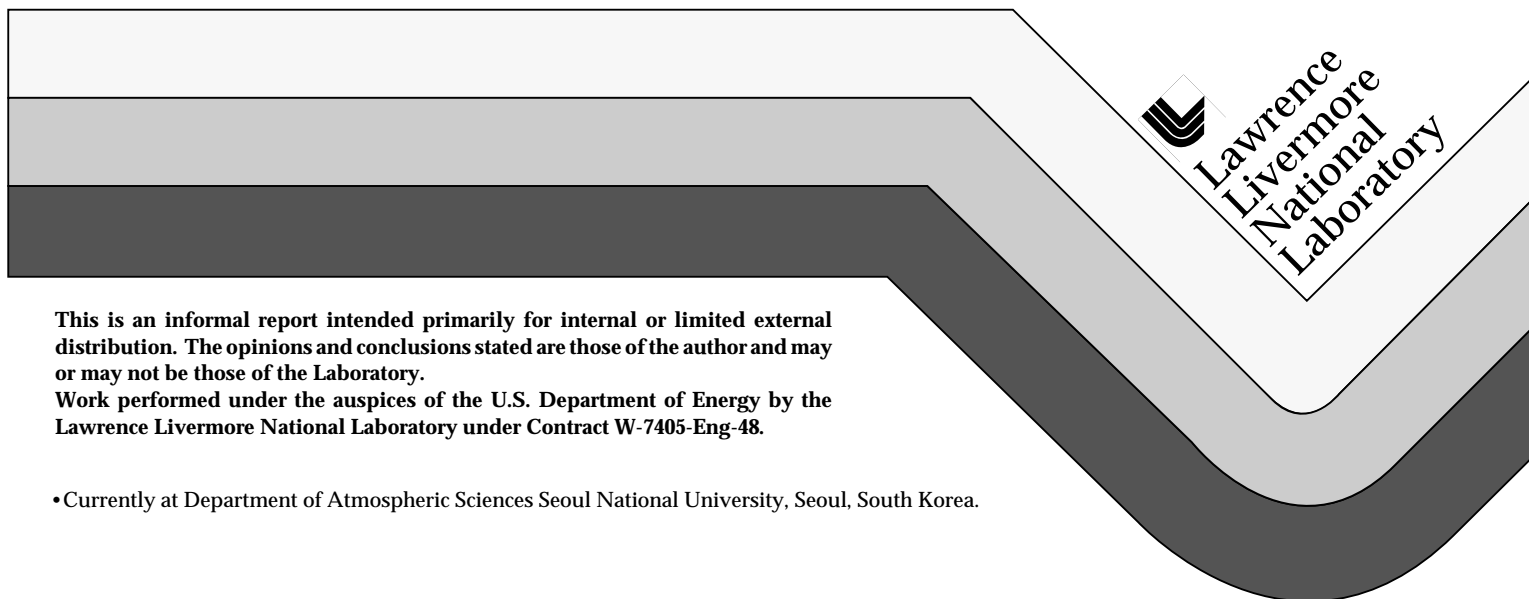 Lawrence
Livermore
National
Laboratory
This is an informal report intended primarily for internal or limited external
distribution. The opinions and conclusions stated are those of the author and may
or may not be those of the Laboratory.
Work performed under the auspices of the U.S. Department of Energy by the
Lawrence Livermore National Laboratory under Contract W-7405-Eng-48.
•Currently at Department of Atmospheric Sciences Seoul National University, Seoul, South Korea.